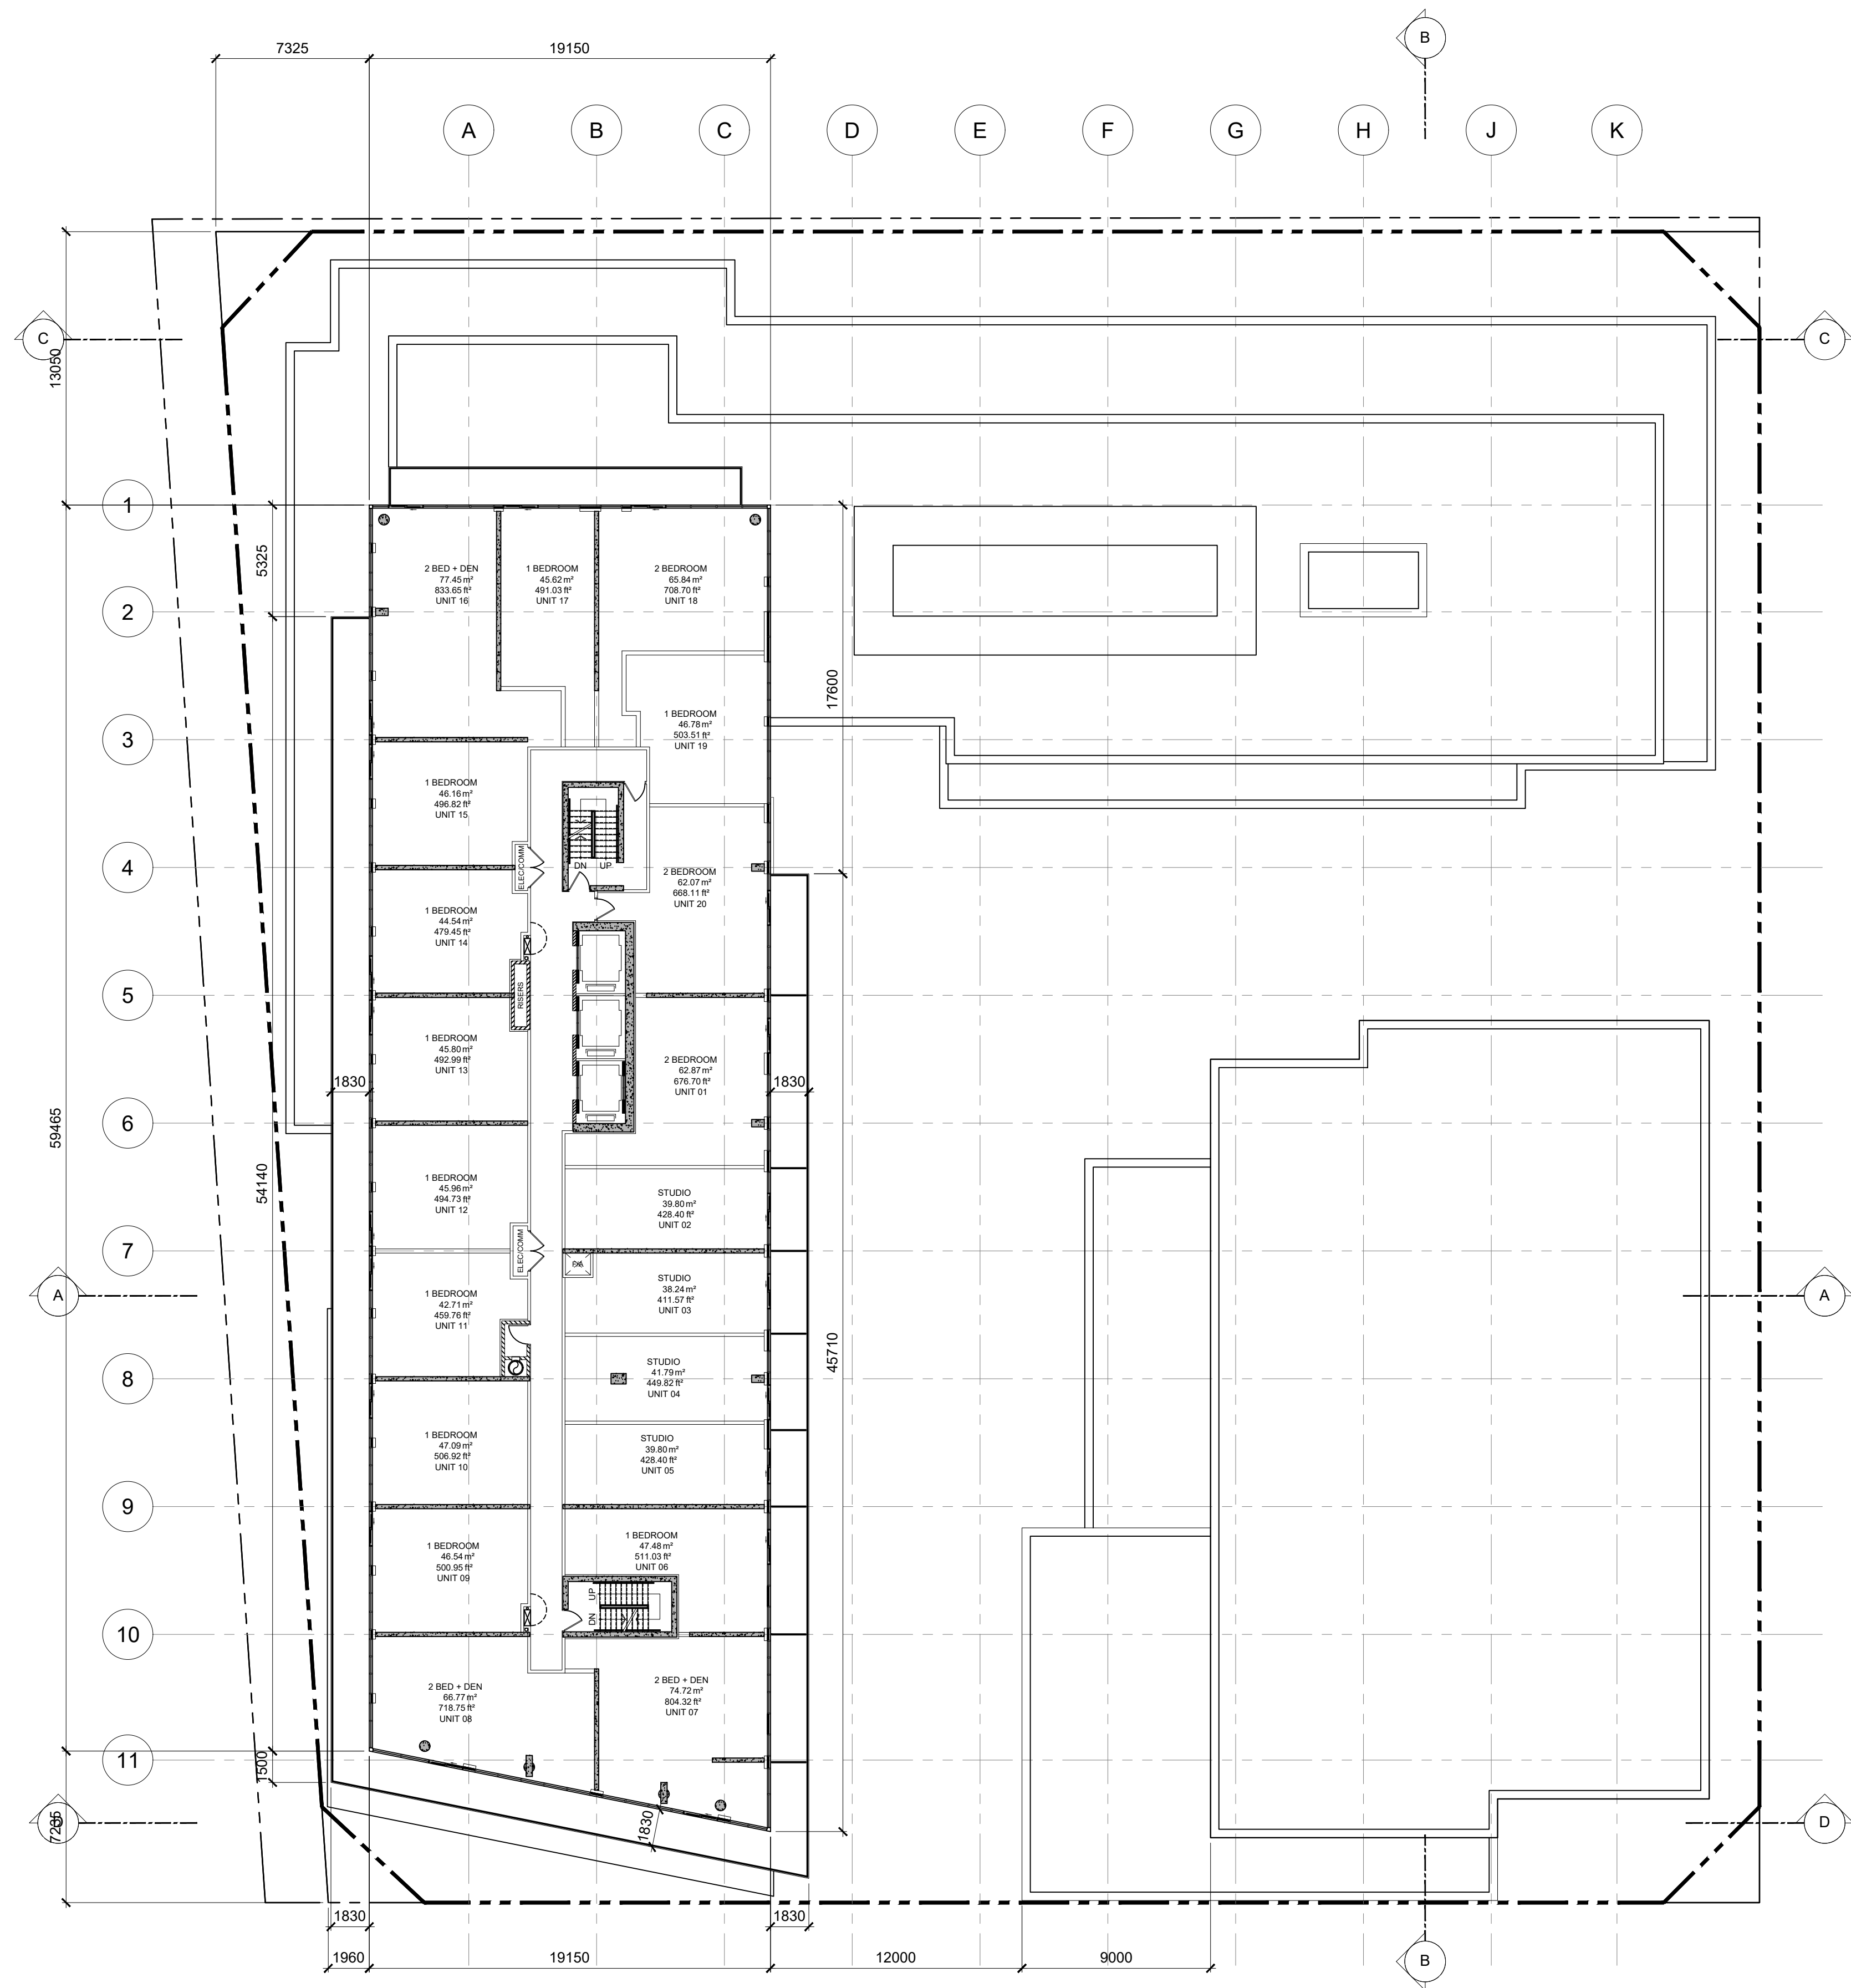 B
7325
19150
A
B
C
D
E
F
G
H
J
K
C
13050
C
1
5325
2 BED + DEN
77.45 m²
833.65 ft²
UNIT 16
1 BEDROOM
45.62 m²
491.03 ft²
UNIT 17
2 BEDROOM
65.84 m²
708.70 ft²
UNIT 18
2
17600
1 BEDROOM
46.78 m²
503.51 ft²
UNIT 19
3
1 BEDROOM
46.16 m²
496.82 ft²
UNIT 15
ELEC/COMM
DN
UP
4
2 BEDROOM
62.07 m²
668.11 ft²
UNIT 20
1 BEDROOM
44.54 m²
479.45 ft²
UNIT 14
RISERS
5
1 BEDROOM
45.80 m²
492.99 ft²
UNIT 13
2 BEDROOM
62.87 m²
676.70 ft²
UNIT 01
1830
1830
6
59465
54140
1 BEDROOM
45.96 m²
494.73 ft²
UNIT 12
STUDIO
39.80 m²
428.40 ft²
UNIT 02
7
ELEC/COMM
A
1 BEDROOM
42.71 m²
459.76 ft²
UNIT 11
STUDIO
38.24 m²
411.57 ft²
UNIT 03
A
45710
8
STUDIO
41.79 m²
449.82 ft²
UNIT 04
1 BEDROOM
47.09 m²
506.92 ft²
UNIT 10
STUDIO
39.80 m²
428.40 ft²
UNIT 05
9
1 BEDROOM
46.54 m²
500.95 ft²
UNIT 09
1 BEDROOM
47.48 m²
511.03 ft²
UNIT 06
UP
DN
10
2 BED + DEN
66.77 m²
718.75 ft²
UNIT 08
2 BED + DEN
74.72 m²
804.32 ft²
UNIT 07
11
1500
1830
7235
D
1830
1830
1960
19150
12000
9000
B